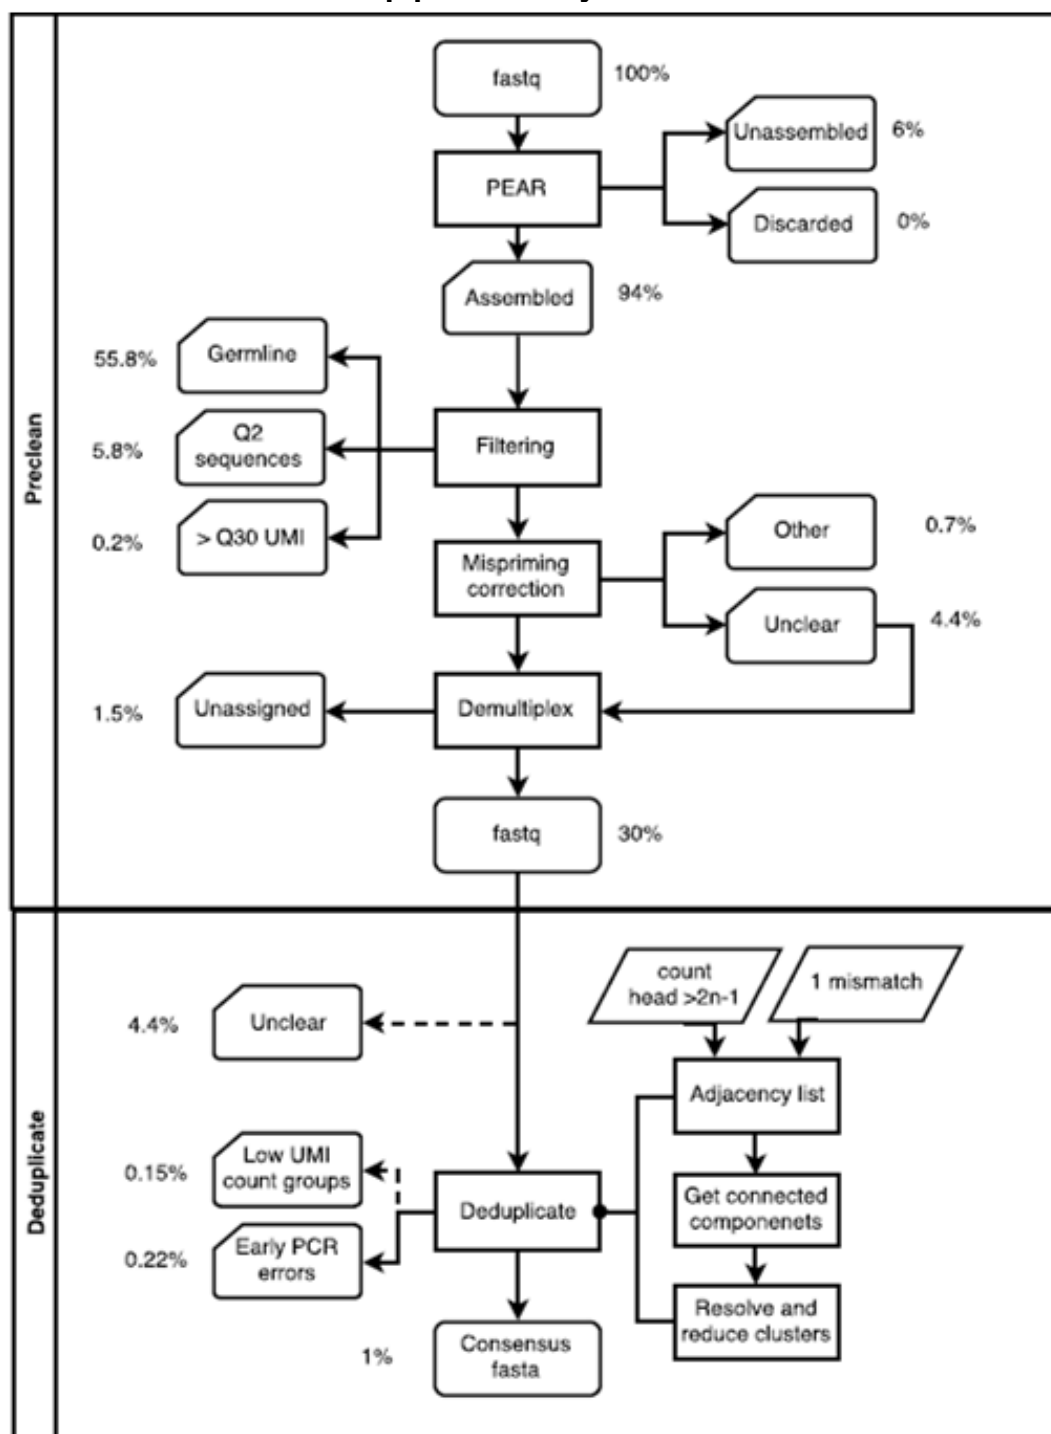 fastq
100%
Unassembled
6%
PEAR
Discarded
0%
Assembled
94%
Germline
55.8%
Q2
sequences
5.8%
Filtering
> Q30 UMI
0.2%
Other
0.7%
Mispriming
correction
Unclear
4.4%
Unassigned
1.5%
Demultiplex
fastq
30%
Preclean
count
head >2n-1
1 mismatch
Unclear
4.4%
Adjacency list
Low UMI
count groups
0.15%
Deduplicate
Get connected
componenets
Early PCR
errors
0.22%
Resolve and
reduce clusters
Consensus
fasta
1%
Deduplicate